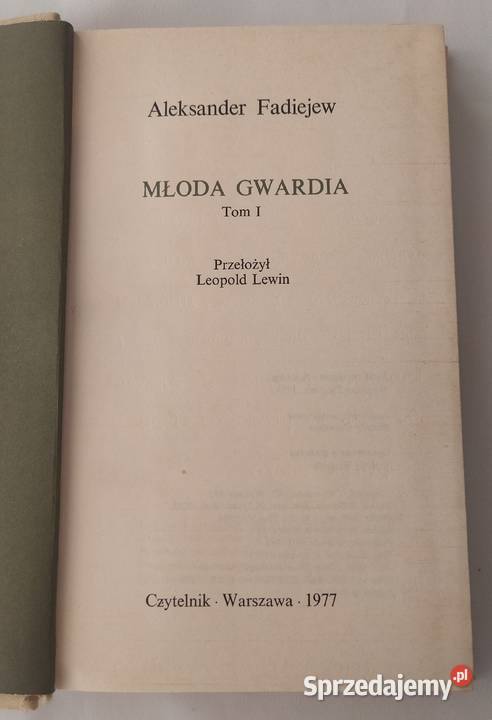 Aleksander Fadiejew
MŁODA GWARDIA
Tom I
Przełożył
Leopold Lewin
Czytelnik · Warszawa · 1977
Sprzedajemy.pl